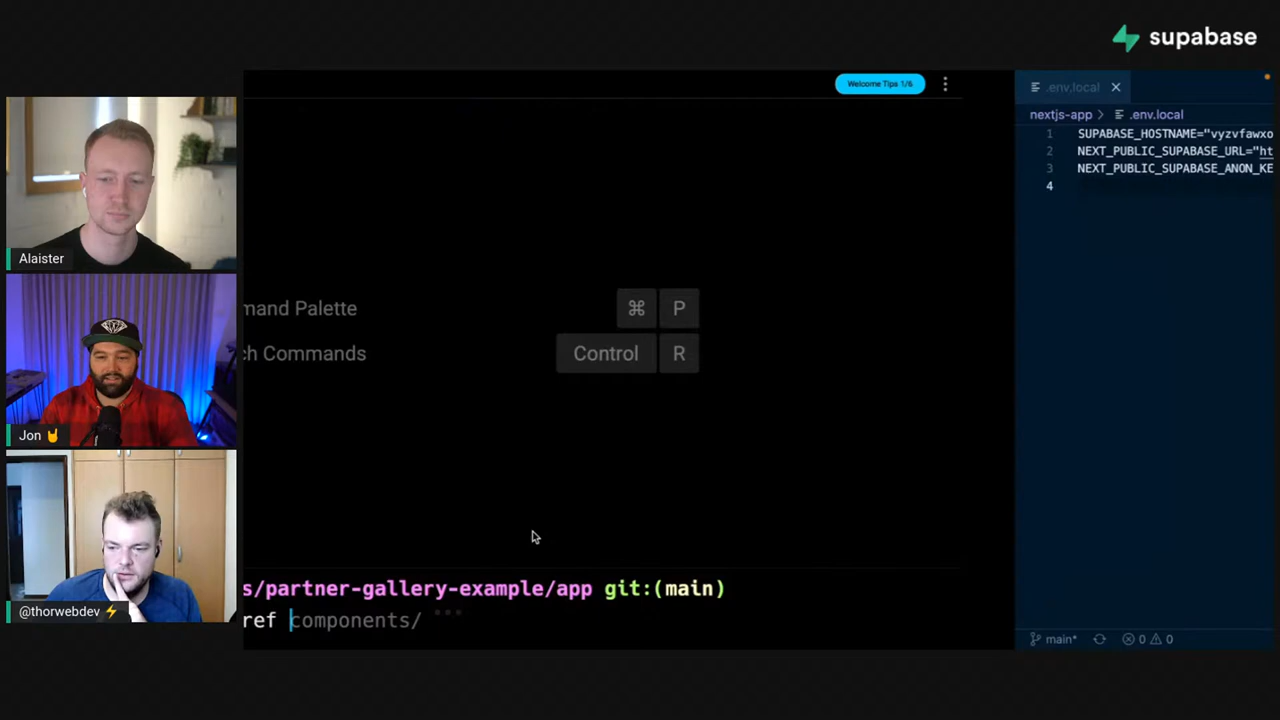 supabase
Welcome Tips 1/6
.env.local
nextjs-app > .env.local
1 SUPABASE_HOSTNAME="vyzvfawxo
2 NEXT_PUBLIC_SUPABASE_URL="ht
3 NEXT_PUBLIC_SUPABASE_ANON_KE
4
Alaister
mand Palette ⌘ P
ch Commands Control R
Jon 🤘
s/partner-gallery-example/app git:(main)
ref components/
@thorwebdev ⚡
main* 0 0